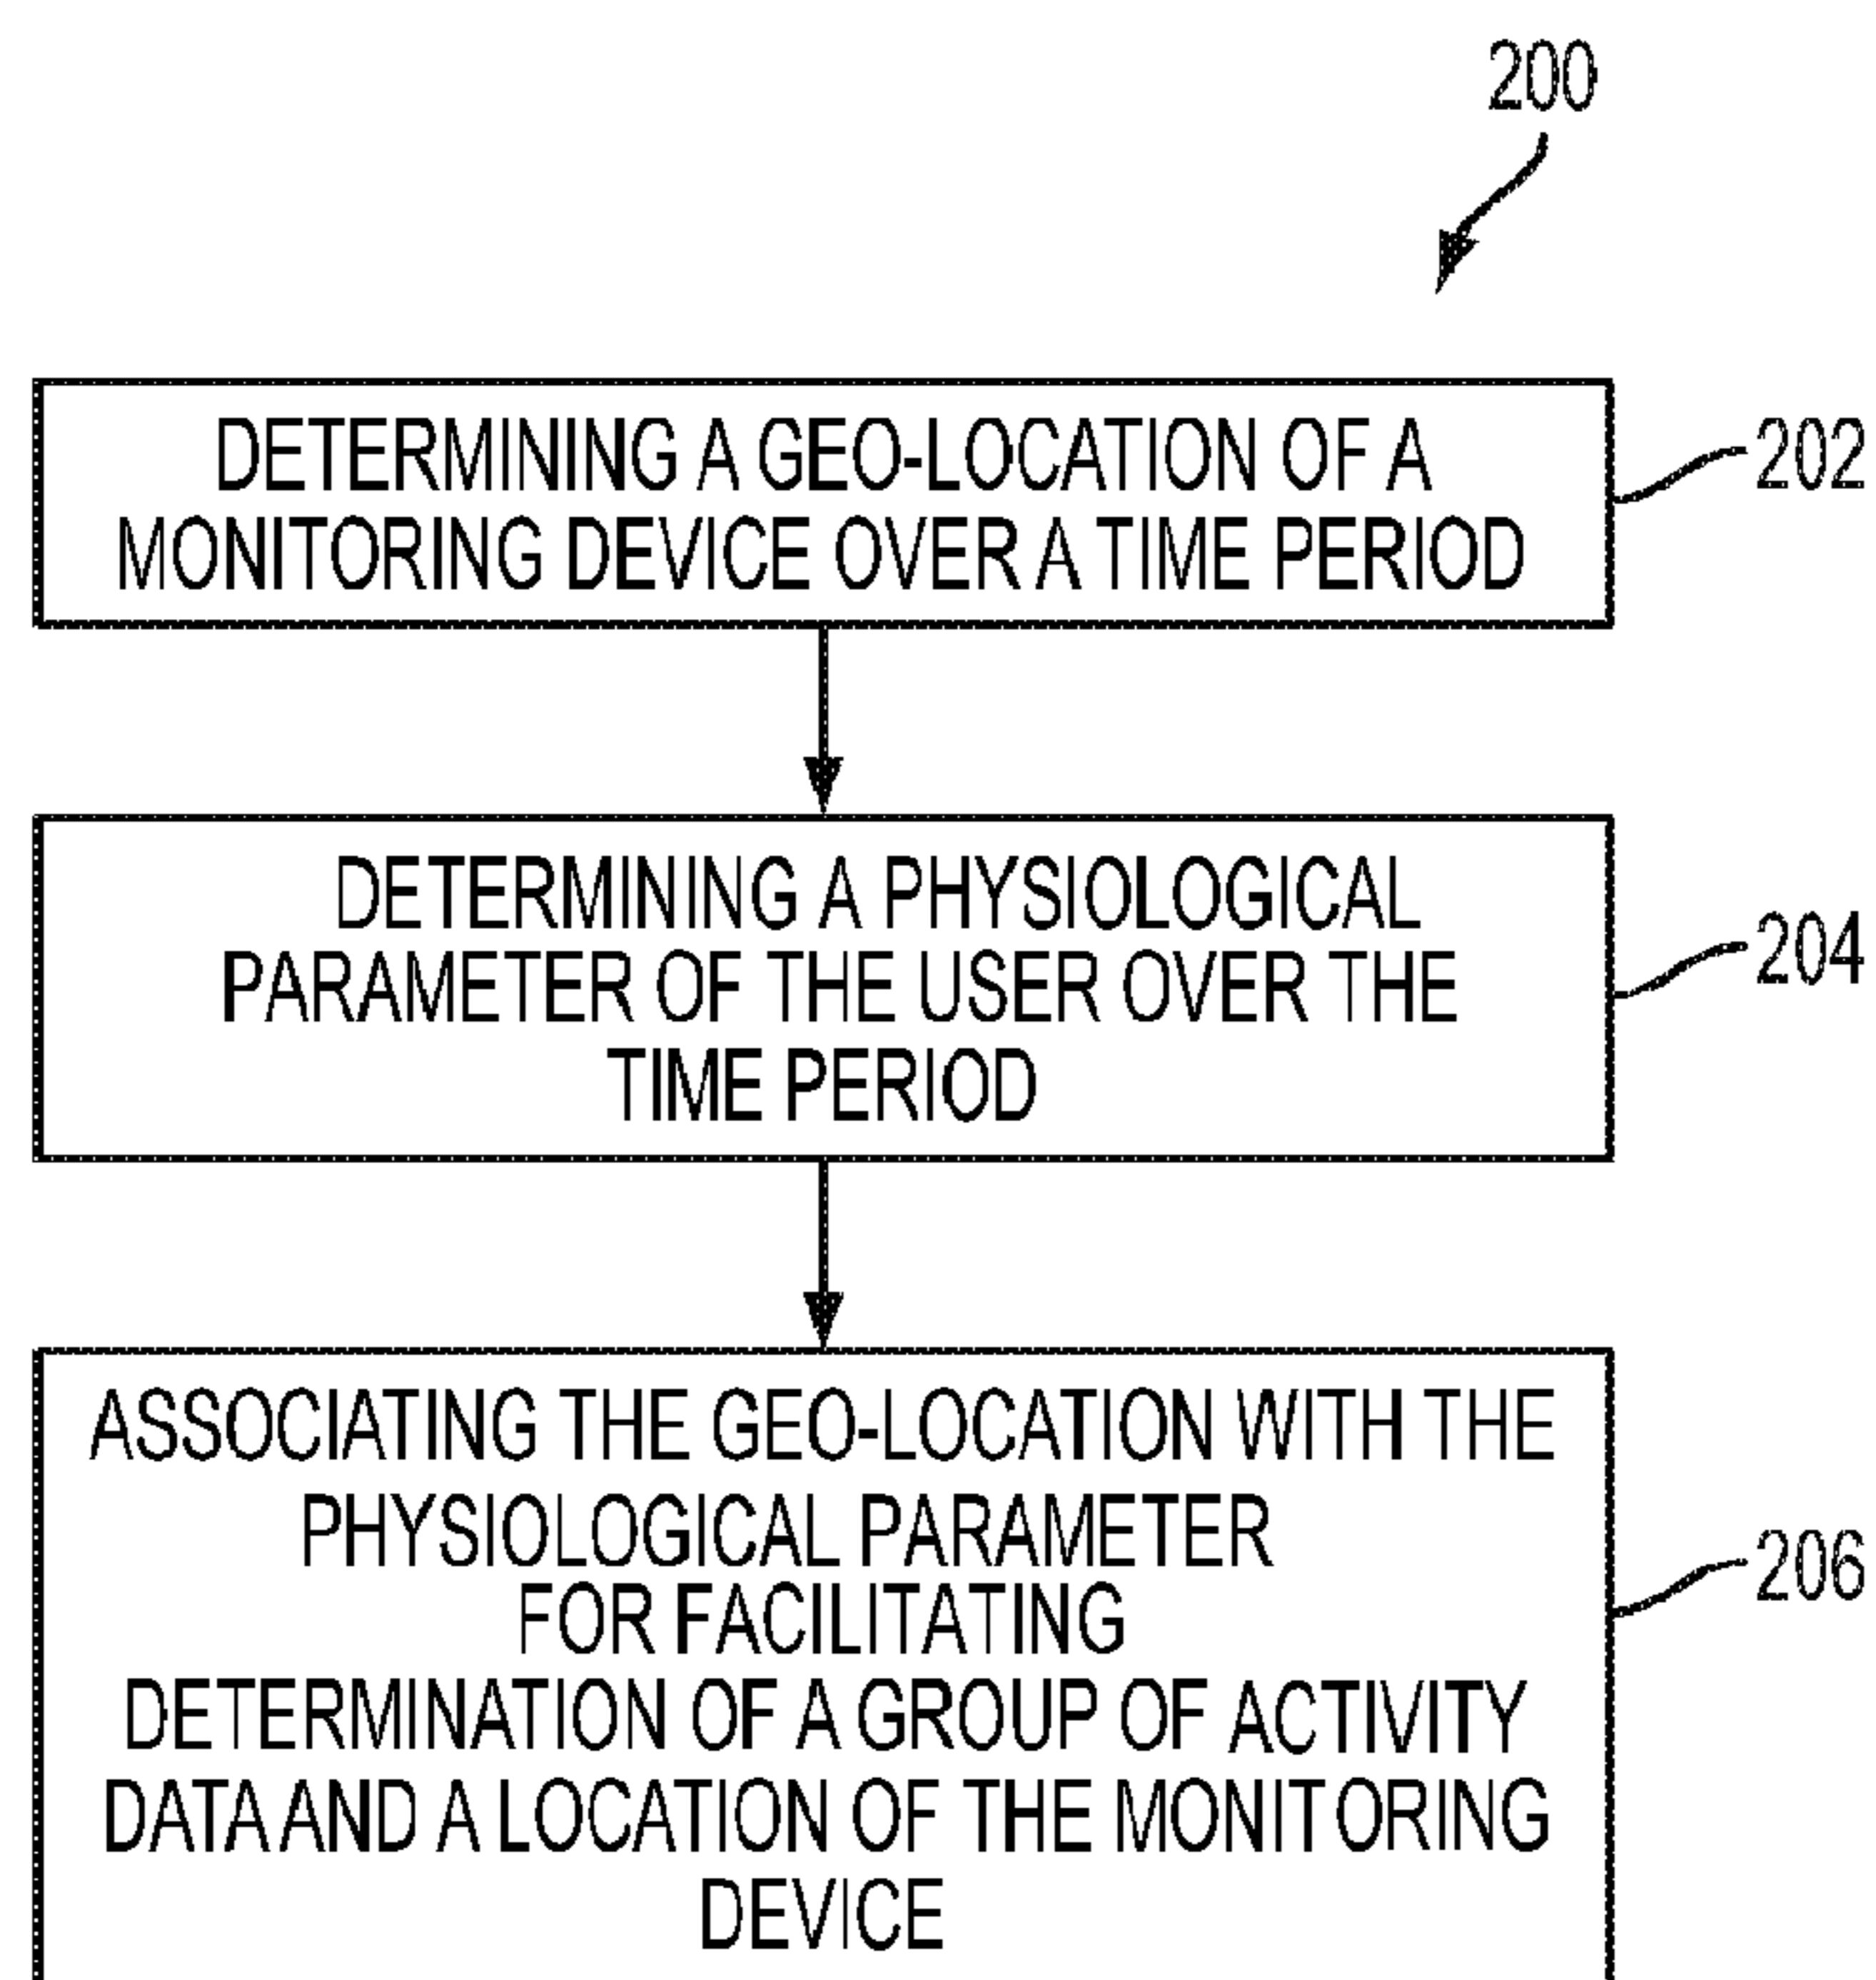 200
DETERMINING A GEO-LOCATION OF A
MONITORING DEVICE OVER A TIME PERIOD
202
DETERMINING A PHYSIOLOGICAL
PARAMETER OF THE USER OVER THE
TIME PERIOD
204
ASSOCIATING THE GEO-LOCATION WITH THE
PHYSIOLOGICAL PARAMETER
FOR FACILITATING
DETERMINATION OF A GROUP OF ACTIVITY
DATA AND A LOCATION OF THE MONITORING
DEVICE
206